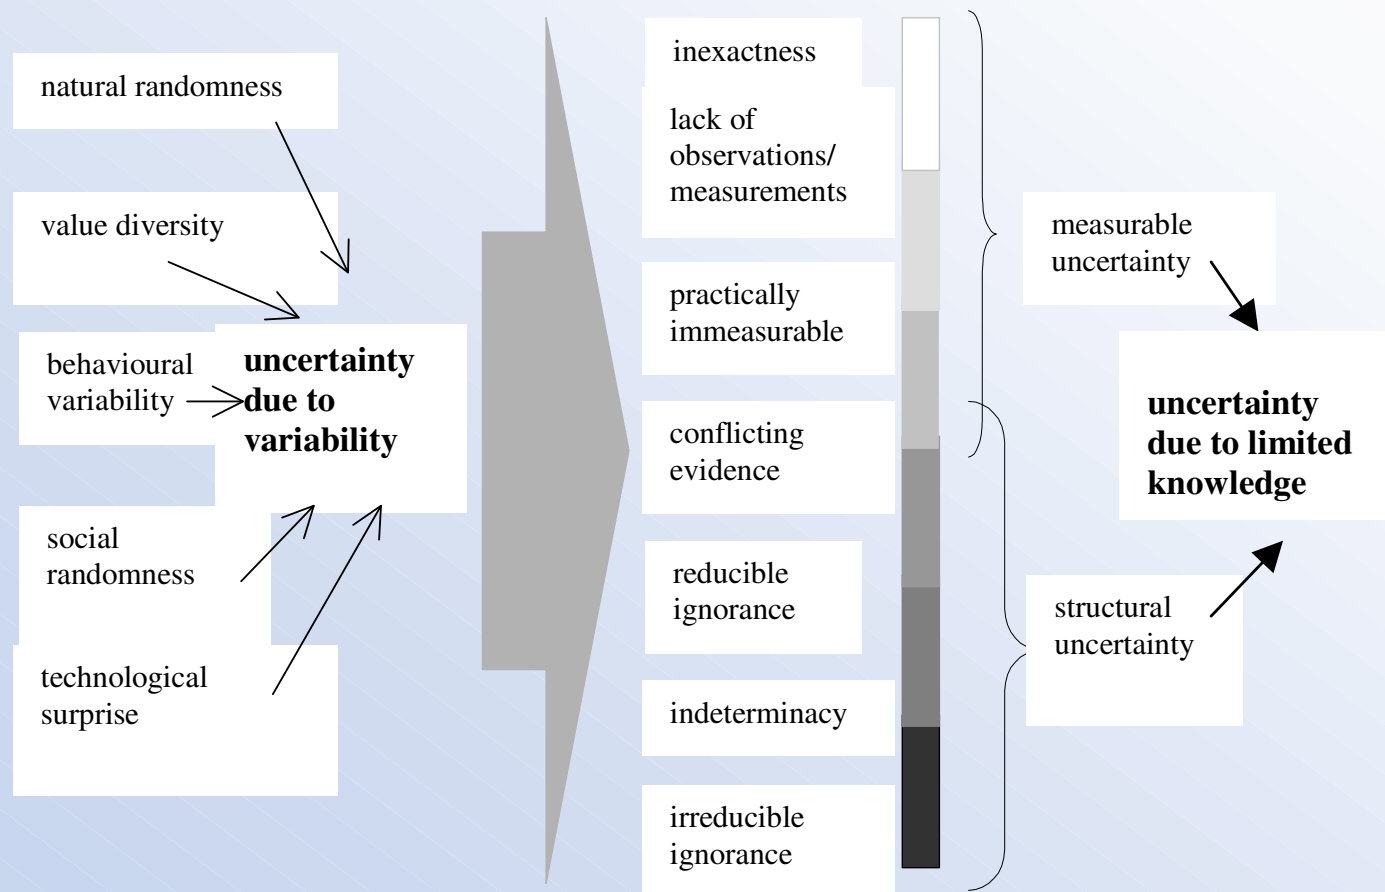 natural randomness
value diversity
behavioural
variability
uncertainty
due to
variability
social
randomness
technological
surprise
inexactness
lack of
observations/
measurements
practically
immeasurable
conflicting
evidence
reducible
ignorance
indeterminacy
irreducible
ignorance
measurable
uncertainty
uncertainty
due to limited
knowledge
structural
uncertainty